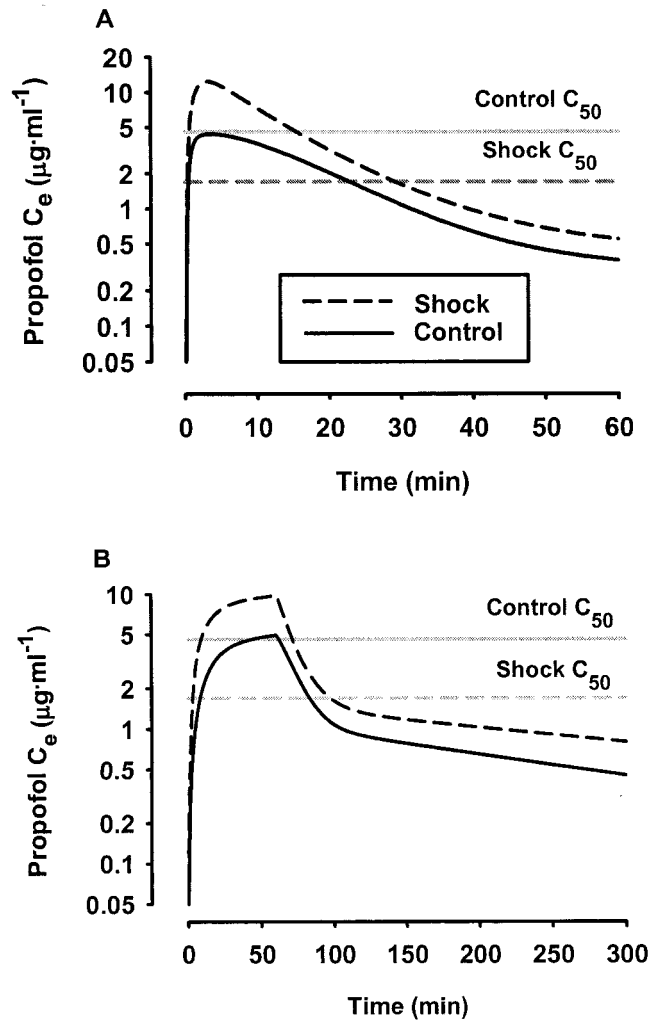 A
Propofol Ce (µg·ml-1)
20
10
5
2
1
0.5
0.2
0.1
0.05
Control C50
Shock C50
Shock
Control
0 10 20 30 40 50 60
Time (min)
B
Propofol Ce (µg·ml-1)
10
5
2
1
0.5
0.2
0.1
0.05
Control C50
Shock C50
0 50 100 150 200 250 300
Time (min)